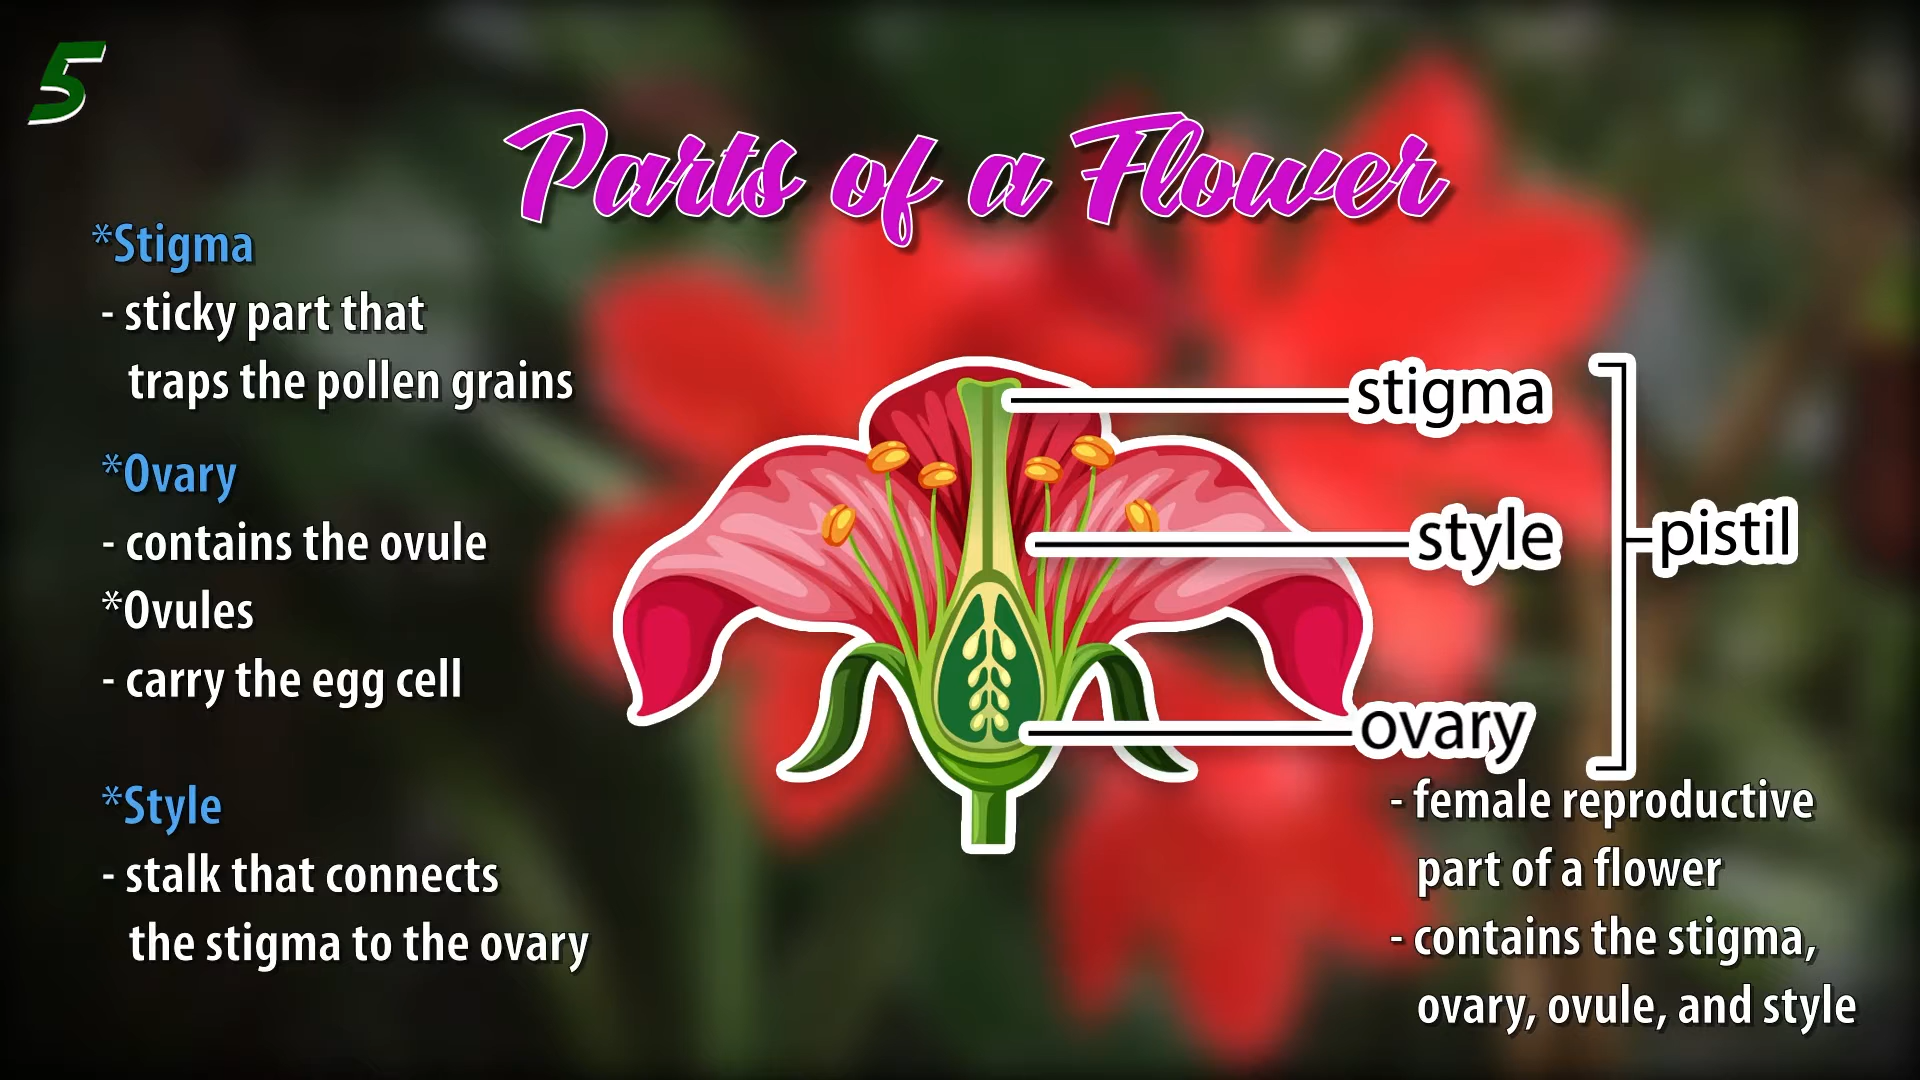 5
Parts of a Flower
*Stigma
- sticky part that
traps the pollen grains
*Ovary
- contains the ovule
*Ovules
- carry the egg cell
*Style
- stalk that connects
the stigma to the ovary
stigma
style
ovary
pistil
- female reproductive
part of a flower
- contains the stigma,
ovary, ovule, and style